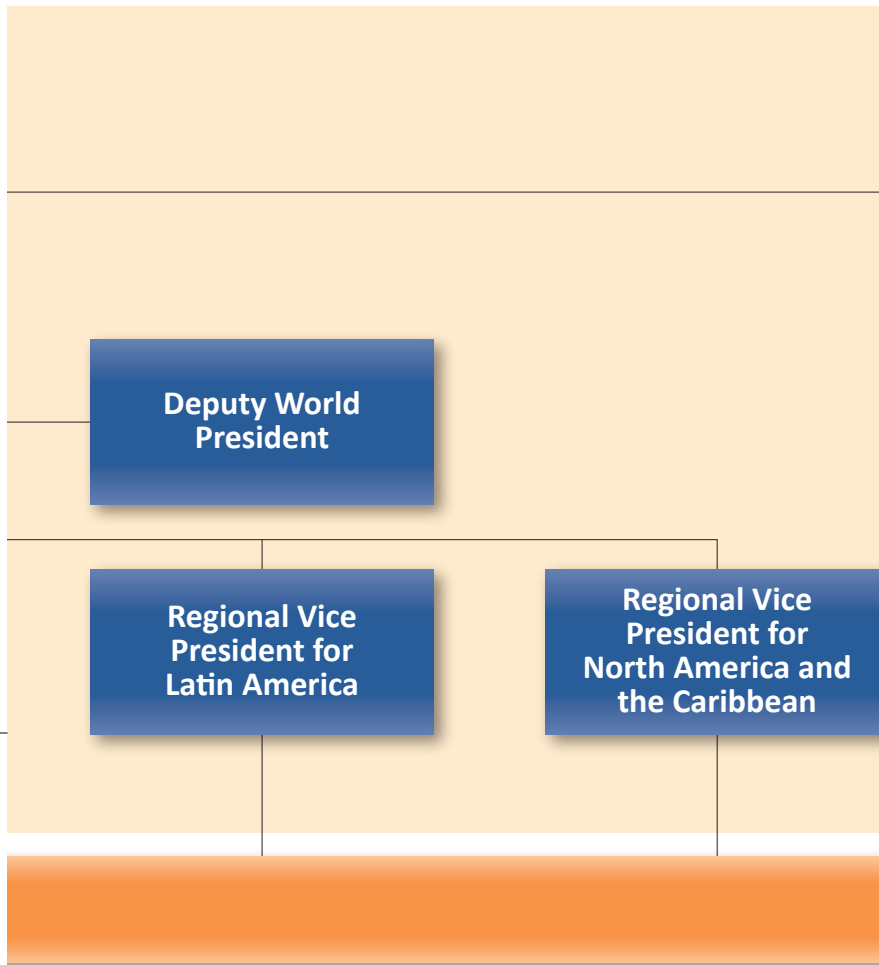 Deputy World
President
Regional Vice
President for
Latin America
Regional Vice
President for
North America and
the Caribbean